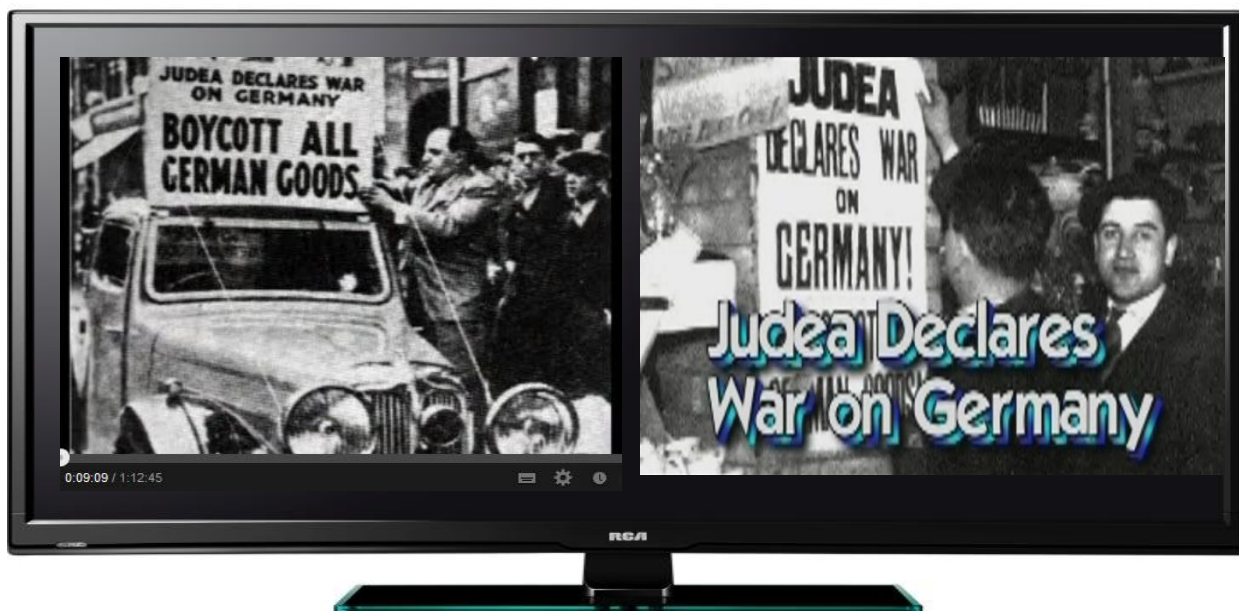 JUDEA DECLARES WAR
ON GERMANY
BOYCOTT ALL
GERMAN GOODS
0:09:09 / 1:12:45
JUDEA
DECLARES WAR
ON
GERMANY!
Judea Declares
War on Germany
RCA